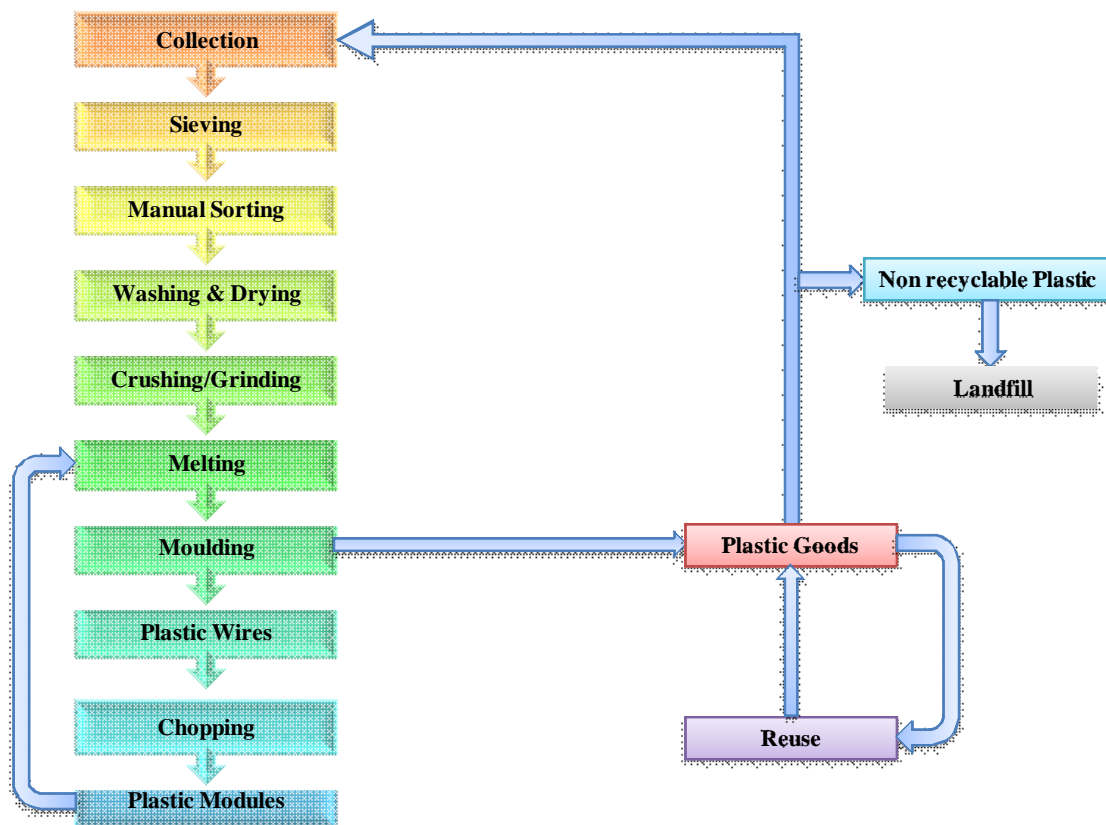 Collection
Sieving
Manual Sorting
Washing & Drying
Crushing/Grinding
Melting
Moulding
Plastic Wires
Chopping
Plastic Modules
Non recyclable Plastic
Landfill
Plastic Goods
Reuse